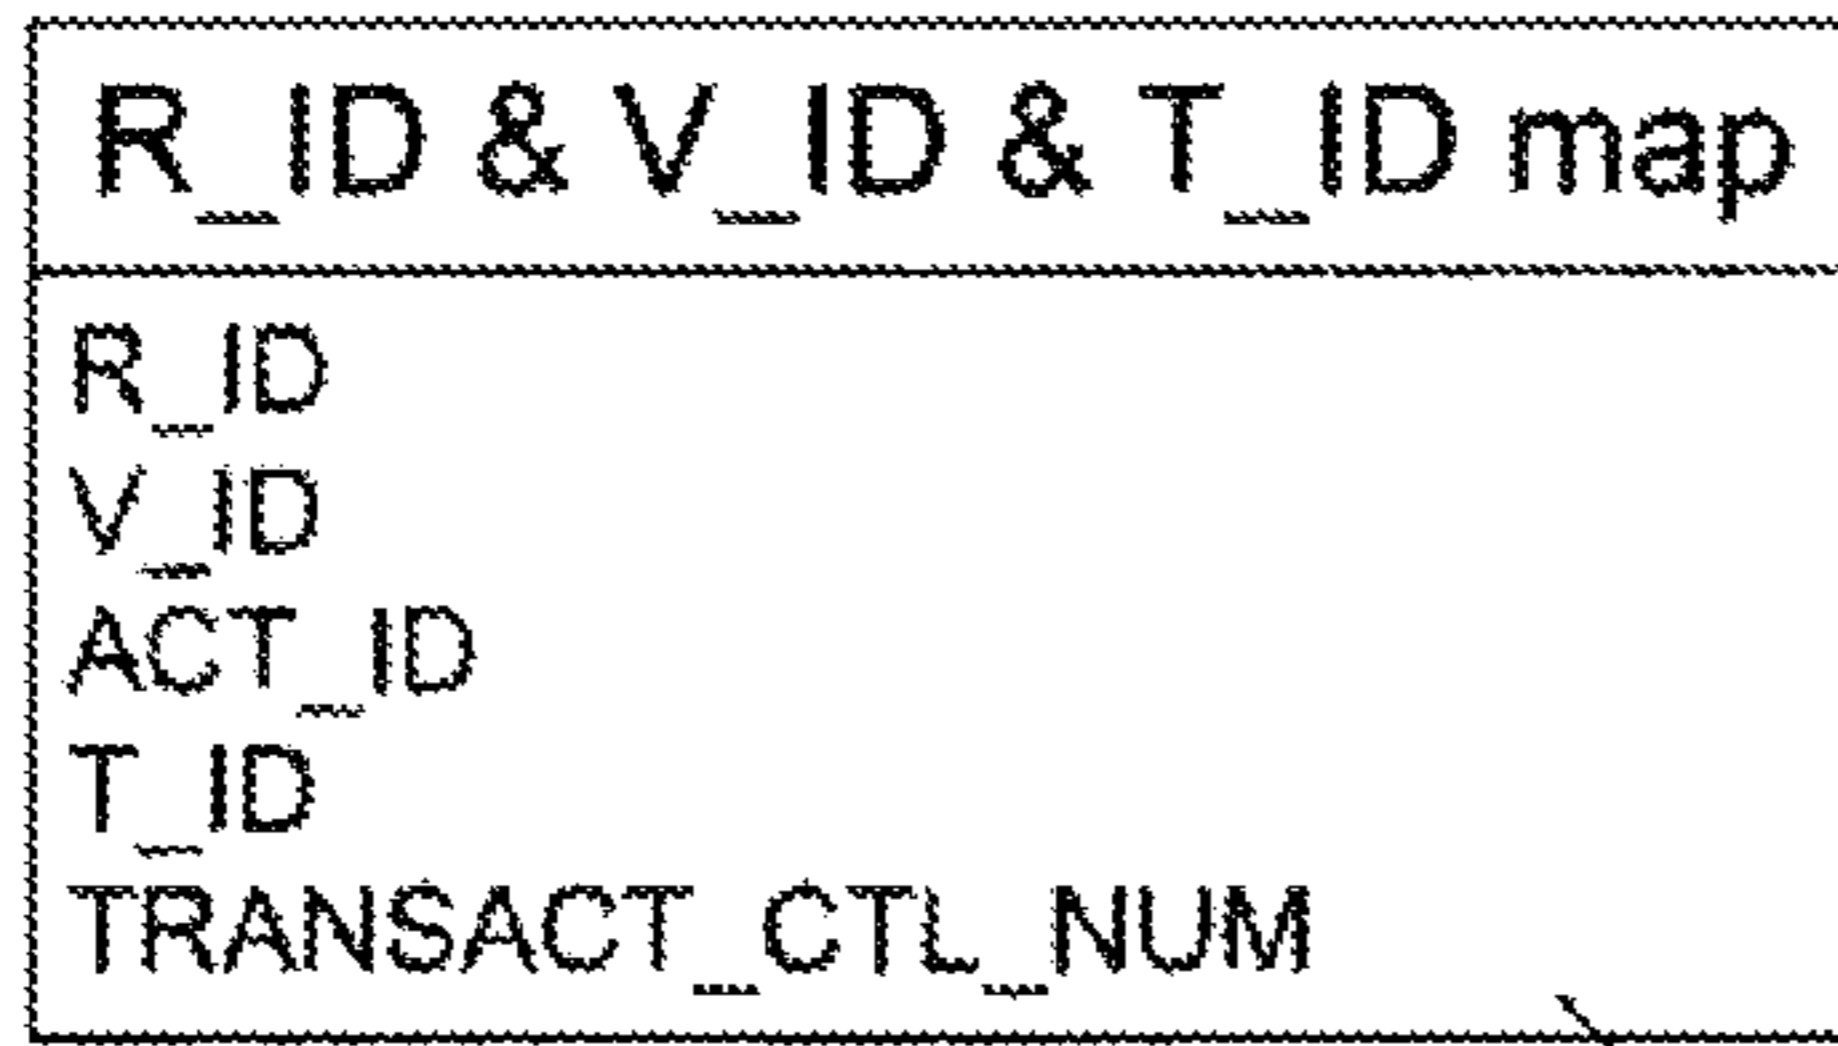 R_ID & V_ID & T_ID map
R_ID
V_ID
ACT_ID
T_ID
TRANSACT_CTL_NUM